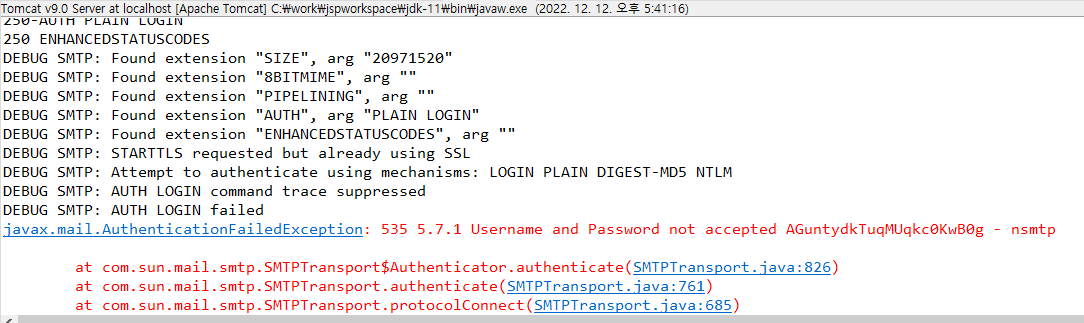 Tomcat v9.0 Server at localhost [Apache Tomcat] C:₩work₩jspworkspace₩jdk-11₩bin₩javaw.exe (2022. 12. 12. 오후 5:41:16)
250-AUTH PLAIN LOGIN
250 ENHANCEDSTATUSCODES
DEBUG SMTP: Found extension "SIZE", arg "20971520"
DEBUG SMTP: Found extension "8BITMIME", arg ""
DEBUG SMTP: Found extension "PIPELINING", arg ""
DEBUG SMTP: Found extension "AUTH", arg "PLAIN LOGIN"
DEBUG SMTP: Found extension "ENHANCEDSTATUSCODES", arg ""
DEBUG SMTP: STARTTLS requested but already using SSL
DEBUG SMTP: Attempt to authenticate using mechanisms: LOGIN PLAIN DIGEST-MD5 NTLM
DEBUG SMTP: AUTH LOGIN command trace suppressed
DEBUG SMTP: AUTH LOGIN failed
javax.mail.AuthenticationFailedException: 535 5.7.1 Username and Password not accepted AGuntydkTuqMUqkc0KwB0g - nsmtp
at com.sun.mail.smtp.SMTPTransport$Authenticator.authenticate(SMTPTransport.java:826)
at com.sun.mail.smtp.SMTPTransport.authenticate(SMTPTransport.java:761)
at com.sun.mail.smtp.SMTPTransport.protocolConnect(SMTPTransport.java:685)